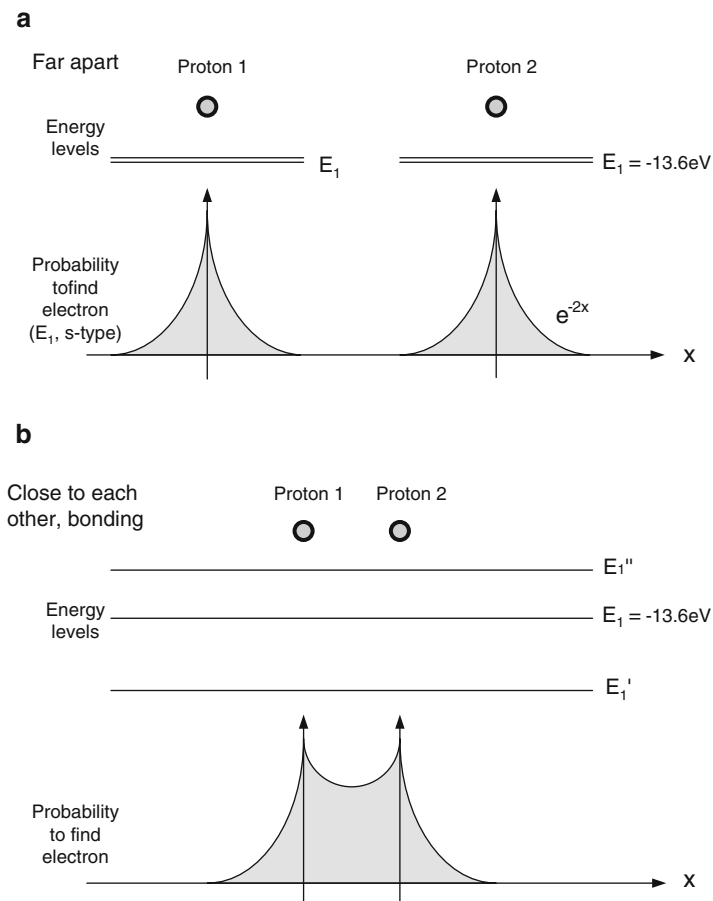 a
Far apart
Proton 1
Proton 2
Energy
levels
E₁
E₁ = -13.6eV
Probability
tofind
electron
(E₁, s-type)
e⁻²ˣ
x
b
Close to each
other, bonding
Proton 1
Proton 2
E₁"
Energy
levels
E₁ = -13.6eV
E₁'
Probability
to find
electron
x